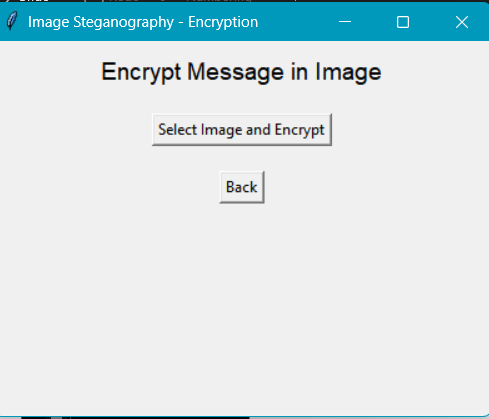 Image Steganography - Encryption
Encrypt Message in Image
Select Image and Encrypt
Back